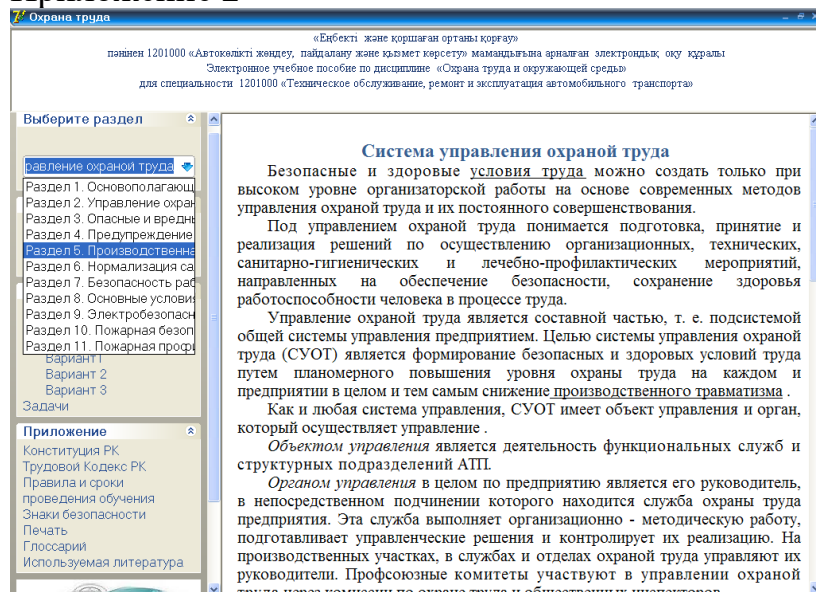 Охрана труда
«Еңбекті және қоршаған ортаны қорғау»
пәнінен 1201000 «Автокөлікті жөндеу, пайдалану және қызмет көрсету» мамандығына арналған электрондық оқу құралы
Электронное учебное пособие по дисциплине «Охрана труда и окружающей среды»
для специальности 1201000 «Техническое обслуживание, ремонт и эксплуатация автомобильного транспорта»
Выберите раздел
равление охраной труда
Раздел 1. Основополагающ
Раздел 2. Управление охран
Раздел 3. Опасные и вредны
Раздел 4. Предупреждение
Раздел 5. Производственна
Раздел 6. Нормализация са
Раздел 7. Безопасность раб
Раздел 8. Основные условия
Раздел 9. Электробезопасн
Раздел 10. Пожарная безоп
Раздел 11. Пожарная профи
Вариант 1
Вариант 2
Вариант 3
Задачи
Приложение
Конституция РК
Трудовой Кодекс РК
Правила и сроки
проведения обучения
Знаки безопасности
Печать
Глоссарий
Используемая литература
Система управления охраной труда
Безопасные и здоровые условия труда можно создать только при
высоком уровне организаторской работы на основе современных методов
управления охраной труда и их постоянного совершенствования.
Под управлением охраной труда понимается подготовка, принятие и
реализация решений по осуществлению организационных, технических,
санитарно-гигиенических и лечебно-профилактических мероприятий,
направленных на обеспечение безопасности, сохранение здоровья
работоспособности человека в процессе труда.
Управление охраной труда является составной частью, т. е. подсистемой
общей системы управления предприятием. Целью системы управления охраной
труда (СУОТ) является формирование безопасных и здоровых условий труда
путем планомерного повышения уровня охраны труда на каждом и
предприятии в целом и тем самым снижение производственного травматизма .
Как и любая система управления, СУОТ имеет объект управления и орган,
который осуществляет управление .
Объектом управления является деятельность функциональных служб и
структурных подразделений АТП.
Органом управления в целом по предприятию является его руководитель,
в непосредственном подчинении которого находится служба охраны труда
предприятия. Эта служба выполняет организационно - методическую работу,
подготавливает управленческие решения и контролирует их реализацию. На
производственных участках, в службах и отделах охраной труда управляют их
руководители. Профсоюзные комитеты участвуют в управлении охраной